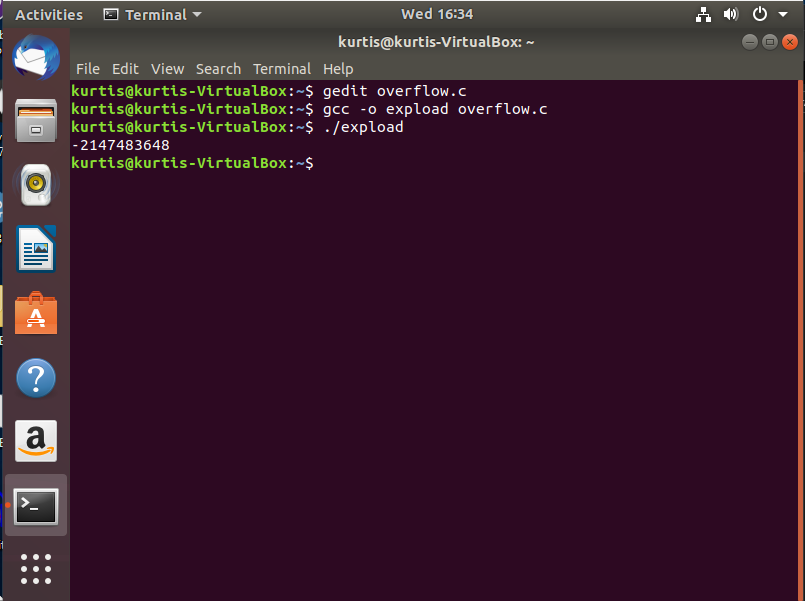 Activities Terminal Wed 16:34
kurtis@kurtis-VirtualBox: ~
File Edit View Search Terminal Help
kurtis@kurtis-VirtualBox:~$ gedit overflow.c
kurtis@kurtis-VirtualBox:~$ gcc -o expload overflow.c
kurtis@kurtis-VirtualBox:~$ ./expload
-2147483648
kurtis@kurtis-VirtualBox:~$